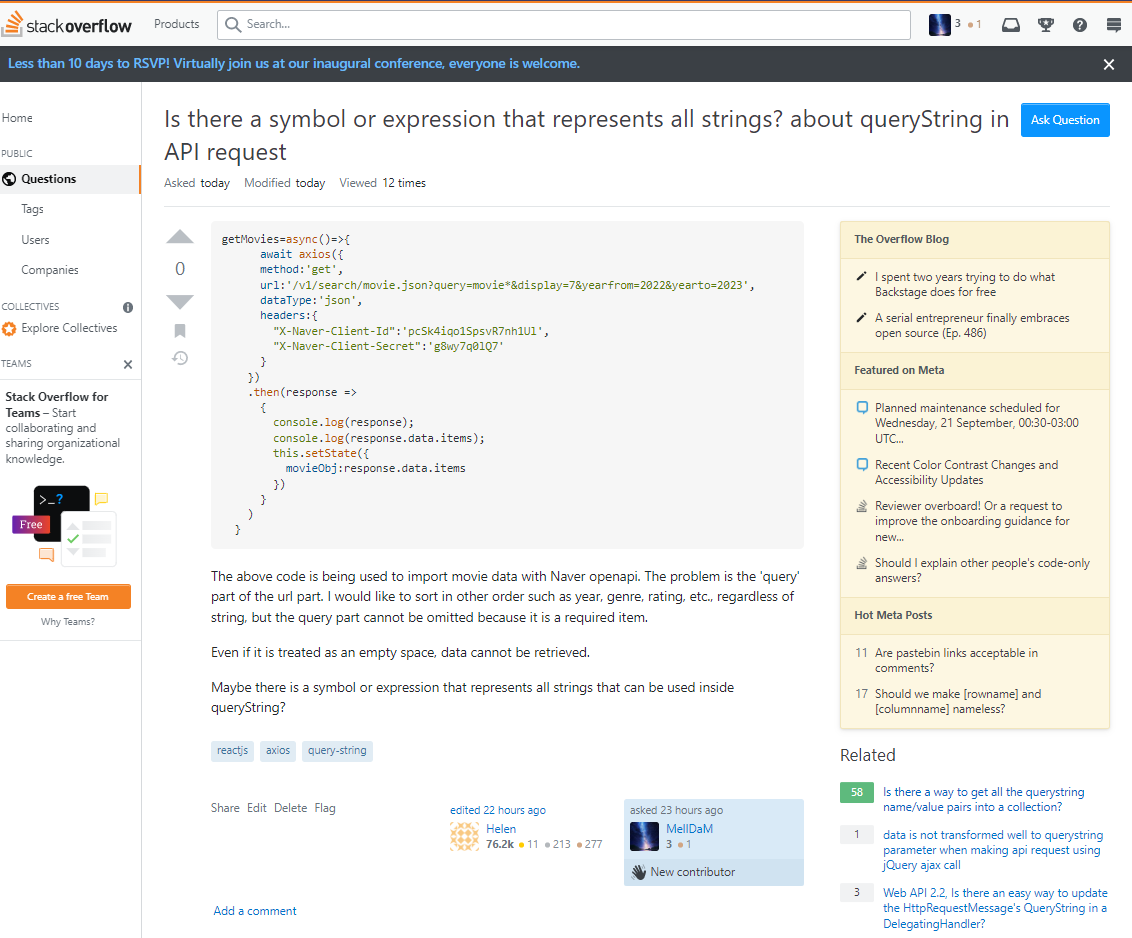 stackoverflow Products Search... 3 1
Less than 10 days to RSVP! Virtually join us at our inaugural conference, everyone is welcome.
Home
PUBLIC
Questions
Tags
Users
Companies
COLLECTIVES
Explore Collectives
TEAMS
Stack Overflow for
Teams – Start
collaborating and
sharing organizational
knowledge.
>_?
Free
Create a free Team
Why Teams?
Is there a symbol or expression that represents all strings? about queryString in
API request
Ask Question
Asked today Modified today Viewed 12 times
0
getMovies=async()=>{
await axios({
method:'get',
url:'/v1/search/movie.json?query=movie*&display=7&yearfrom=2022&yearto=2023',
dataType:'json',
headers:{
"X-Naver-Client-Id":'pcSk4iqo1SpsvR7nh1Ul',
"X-Naver-Client-Secret":'g8wy7q0lQ7'
}
})
.then(response =>
{
console.log(response);
console.log(response.data.items);
this.setState({
movieObj:response.data.items
})
}
)
}
The above code is being used to import movie data with Naver openapi. The problem is the 'query'
part of the url part. I would like to sort in other order such as year, genre, rating, etc., regardless of
string, but the query part cannot be omitted because it is a required item.
Even if it is treated as an empty space, data cannot be retrieved.
Maybe there is a symbol or expression that represents all strings that can be used inside
queryString?
reactjs axios query-string
Share Edit Delete Flag
edited 22 hours ago
Helen
76.2k 11 213 277
asked 23 hours ago
MellDaM
3 1
New contributor
Add a comment
The Overflow Blog
I spent two years trying to do what
Backstage does for free
A serial entrepreneur finally embraces
open source (Ep. 486)
Featured on Meta
Planned maintenance scheduled for
Wednesday, 21 September, 00:30-03:00
UTC...
Recent Color Contrast Changes and
Accessibility Updates
Reviewer overboard! Or a request to
improve the onboarding guidance for
new...
Should I explain other people's code-only
answers?
Hot Meta Posts
11 Are pastebin links acceptable in
comments?
17 Should we make [rowname] and
[columnname] nameless?
Related
58 Is there a way to get all the querystring
name/value pairs into a collection?
1 data is not transformed well to querystring
parameter when making api request using
jQuery ajax call
3 Web API 2.2, Is there an easy way to update
the HttpRequestMessage's QueryString in a
DelegatingHandler?